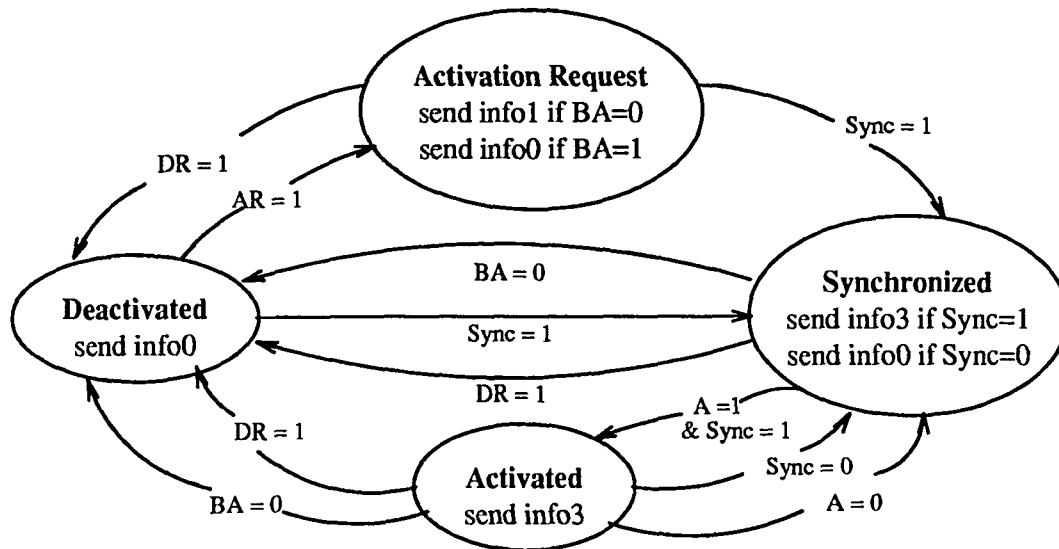 Activation Request
send info1 if BA=0
send info0 if BA=1
Sync = 1
DR = 1
AR = 1
BA = 0
Synchronized
send info3 if Sync=1
send info0 if Sync=0
Deactivated
send info0
Sync = 1
DR = 1
A =1
& Sync = 1
DR = 1
Sync = 0
Activated
send info3
BA = 0
A = 0